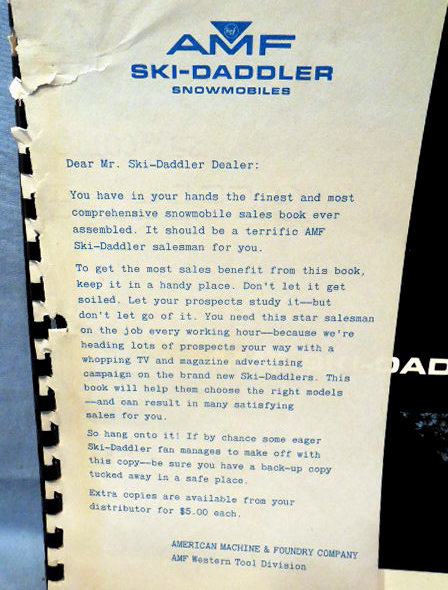 AMF
SKI-DADDLER
SNOWMOBILES
Dear Mr. Ski-Daddler Dealer:
You have in your hands the finest and most
comprehensive snowmobile sales book ever
assembled. It should be a terrific AMF
Ski-Daddler salesman for you.
To get the most sales benefit from this book,
keep it in a handy place. Don't let it get
soiled. Let your prospects study it--but
don't let go of it. You need this star salesman
on the job every working hour--because we're
heading lots of prospects your way with a
whopping TV and magazine advertising
campaign on the brand new Ski-Daddlers. This
book will help them choose the right models
--and can result in many satisfying
sales for you.
So hang onto it! If by chance some eager
Ski-Daddler fan manages to make off with
this copy--be sure you have a back-up copy
tucked away in a safe place.
Extra copies are available from your
distributor for $5.00 each.
AMERICAN MACHINE & FOUNDRY COMPANY
AMF Western Tool Division
DAD